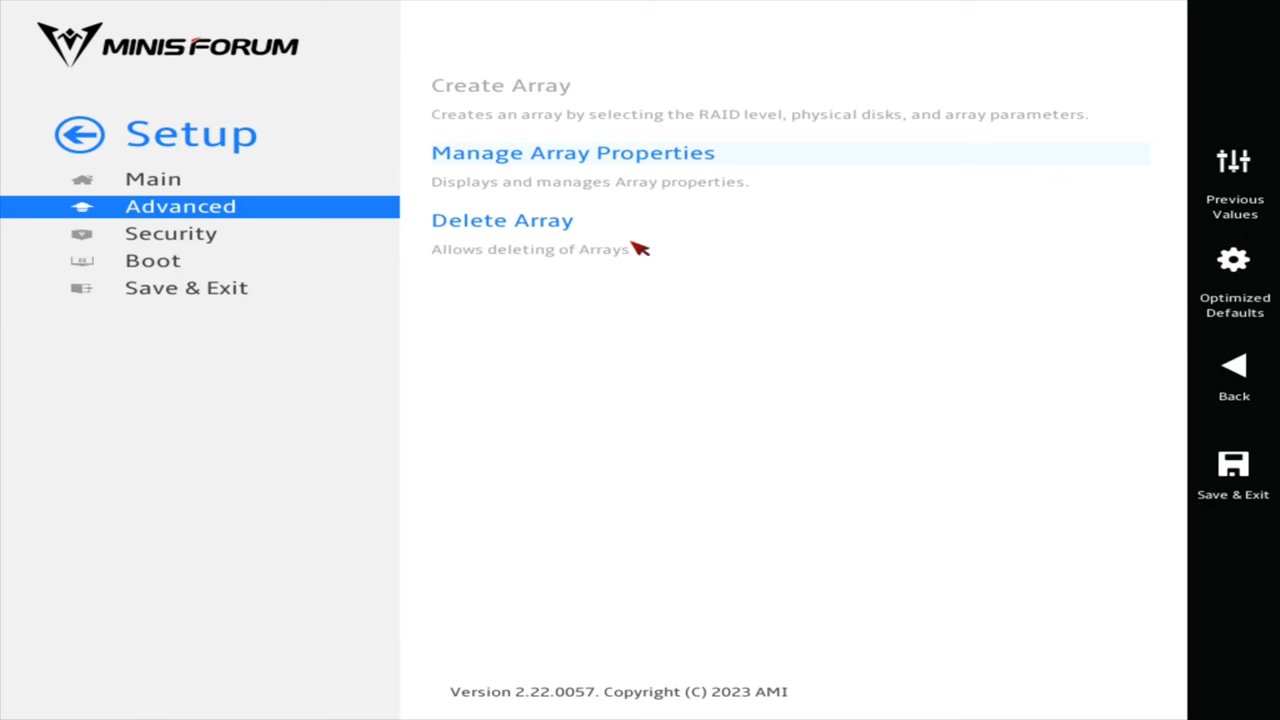 MINISFORUM
Setup
Main
Advanced
Security
Boot
Save & Exit
Create Array
Creates an array by selecting the RAID level, physical disks, and array parameters.
Manage Array Properties
Displays and manages Array properties.
Delete Array
Allows deleting of Arrays
Previous
Values
Optimized
Defaults
Back
Save & Exit
Version 2.22.0057. Copyright (C) 2023 AMI